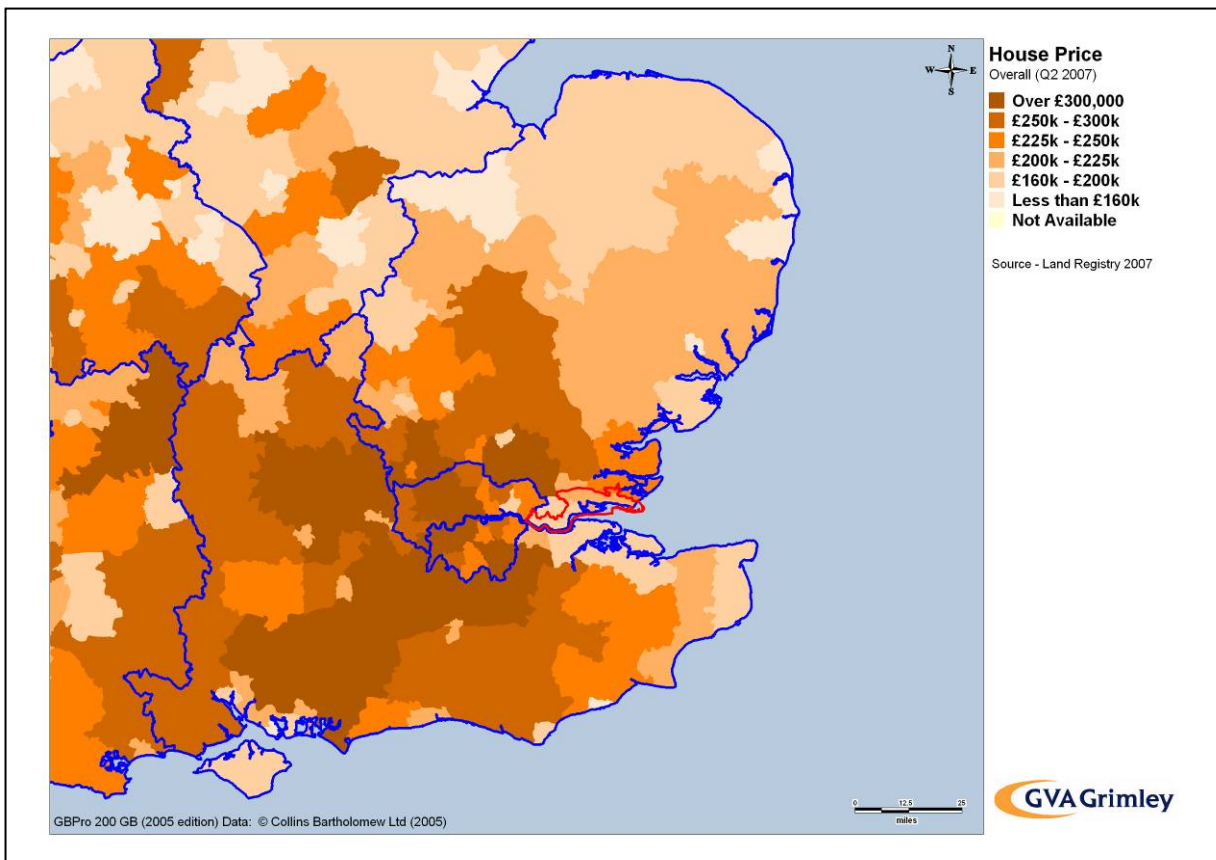 N
W E
S
House Price
Overall (Q2 2007)
Over £300,000
£250k - £300k
£225k - £250k
£200k - £225k
£160k - £200k
Less than £160k
Not Available
Source - Land Registry 2007
0 12.5 25
miles
GVAGrimley
GBPro 200 GB (2005 edition) Data: © Collins Bartholomew Ltd (2005)